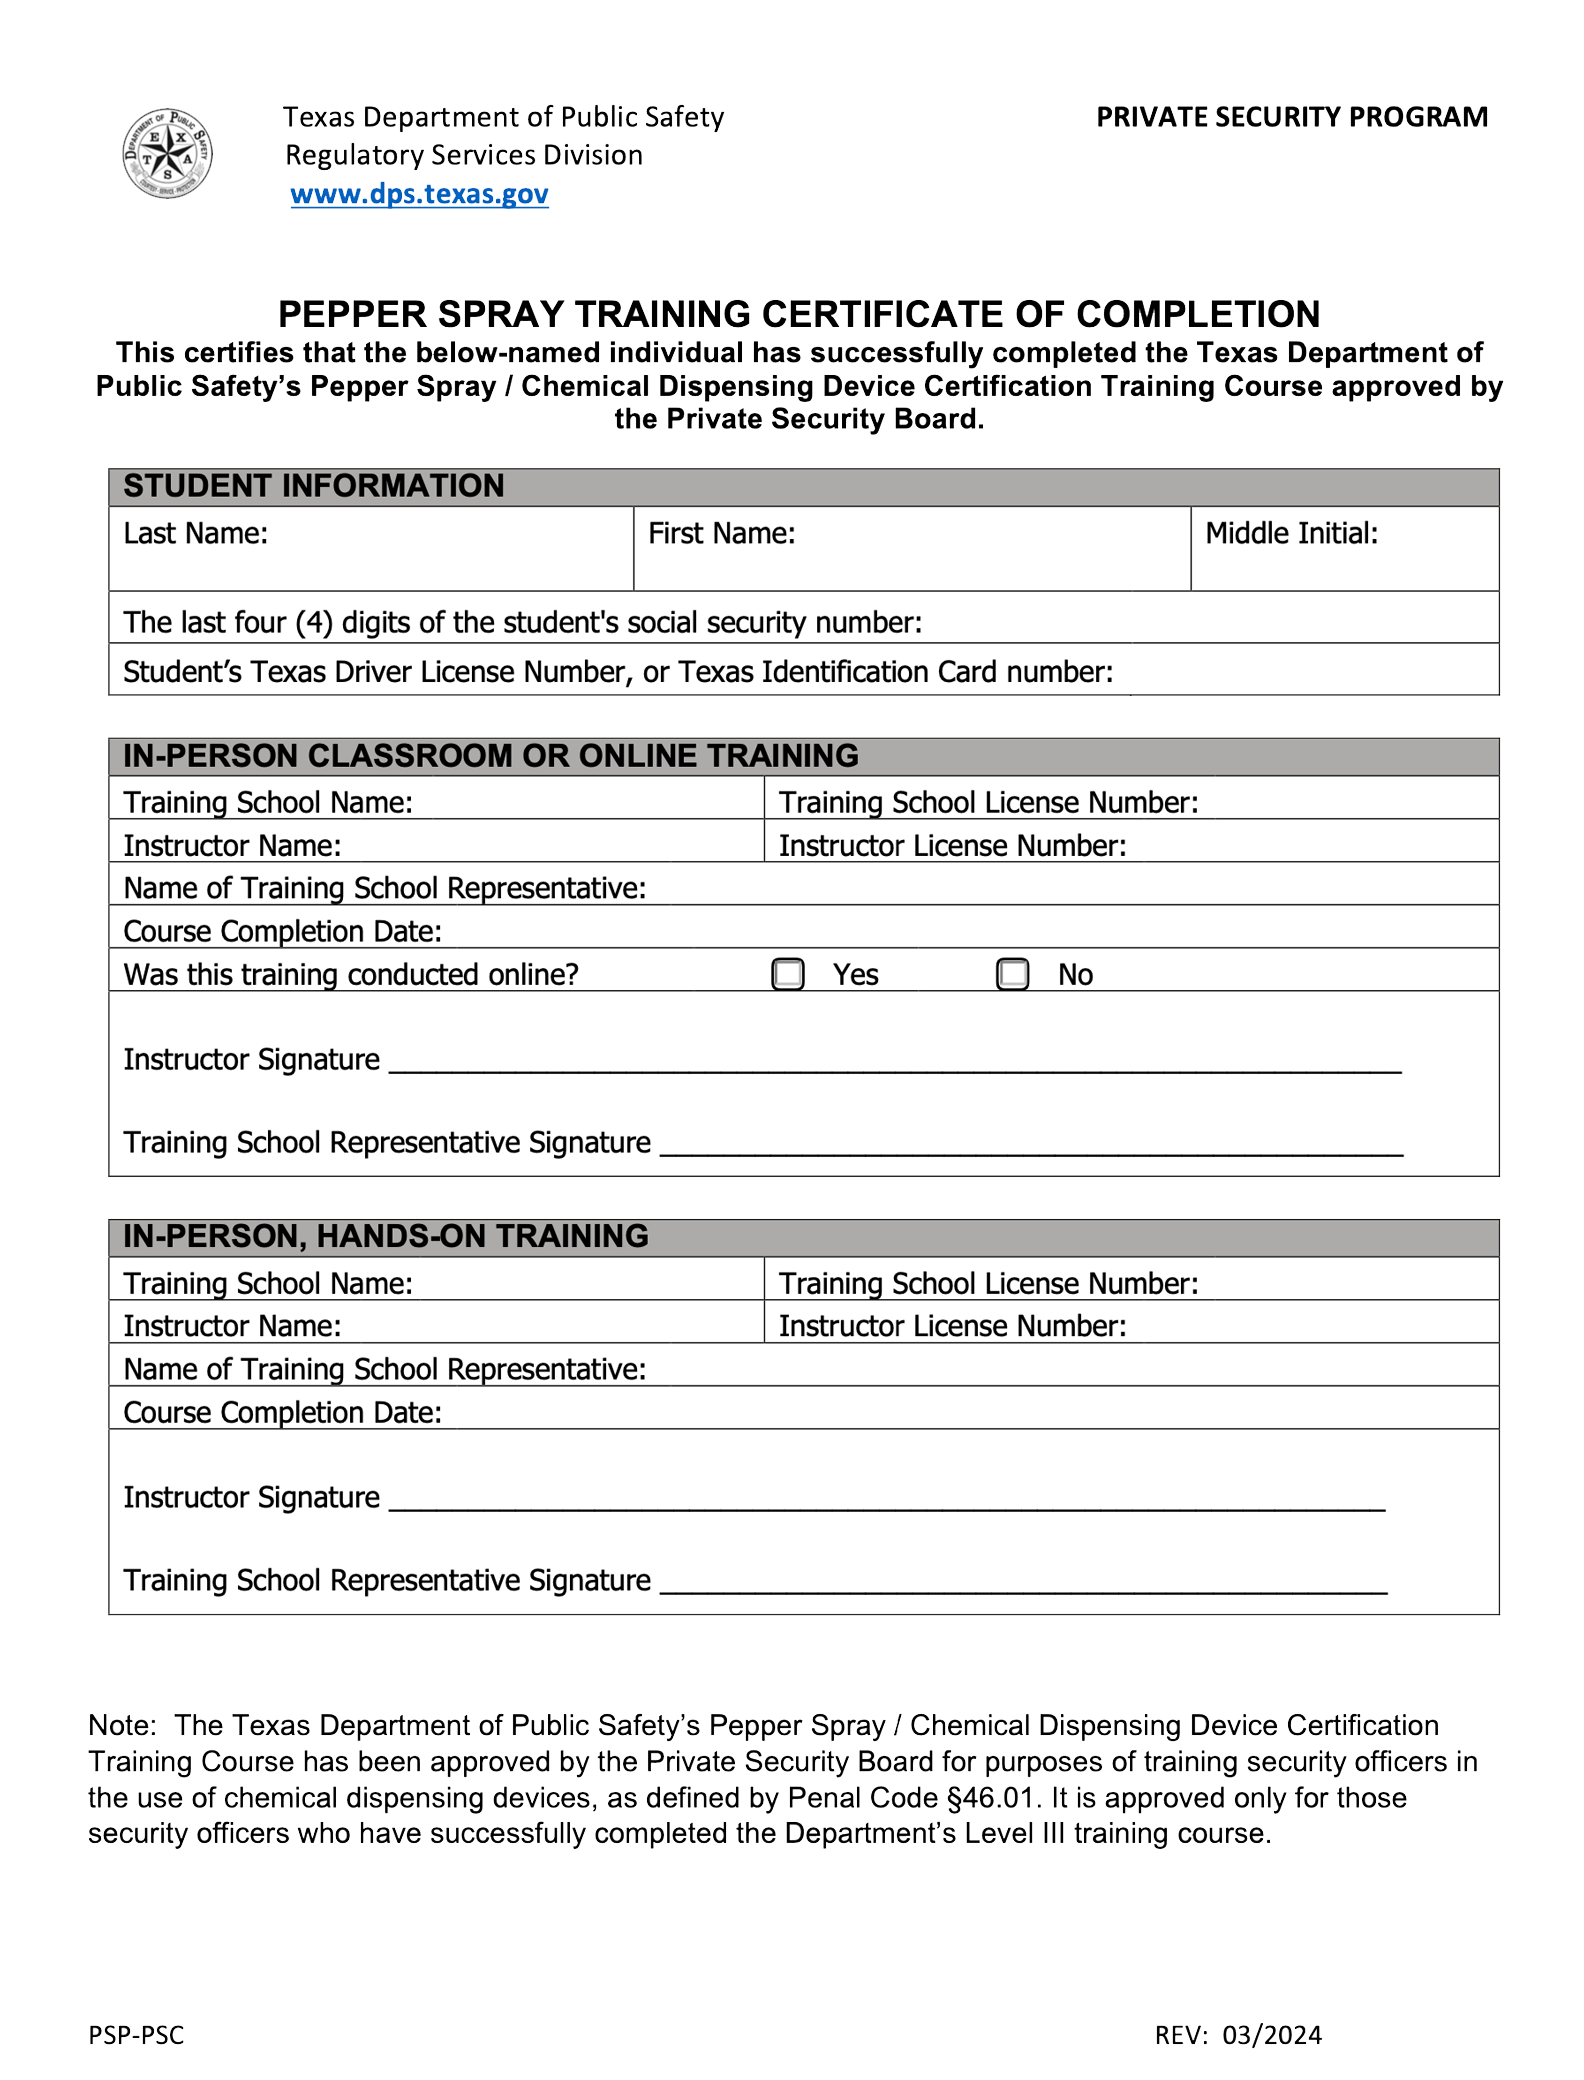 DEPARTMENT OF PUBLIC SAFETY
TEXAS
COURTESY · SERVICE · PROTECTION
Texas Department of Public Safety
PRIVATE SECURITY PROGRAM
Regulatory Services Division
www.dps.texas.gov
PEPPER SPRAY TRAINING CERTIFICATE OF COMPLETION
This certifies that the below-named individual has successfully completed the Texas Department of
Public Safety’s Pepper Spray / Chemical Dispensing Device Certification Training Course approved by
the Private Security Board.
STUDENT INFORMATION
Last Name: First Name: Middle Initial:
The last four (4) digits of the student's social security number:
Student’s Texas Driver License Number, or Texas Identification Card number:
IN-PERSON CLASSROOM OR ONLINE TRAINING
Training School Name: Training School License Number:
Instructor Name: Instructor License Number:
Name of Training School Representative:
Course Completion Date:
Was this training conducted online? Yes No
Instructor Signature
Training School Representative Signature
IN-PERSON, HANDS-ON TRAINING
Training School Name: Training School License Number:
Instructor Name: Instructor License Number:
Name of Training School Representative:
Course Completion Date:
Instructor Signature
Training School Representative Signature
Note: The Texas Department of Public Safety’s Pepper Spray / Chemical Dispensing Device Certification
Training Course has been approved by the Private Security Board for purposes of training security officers in
the use of chemical dispensing devices, as defined by Penal Code §46.01. It is approved only for those
security officers who have successfully completed the Department’s Level III training course.
PSP-PSC REV: 03/2024